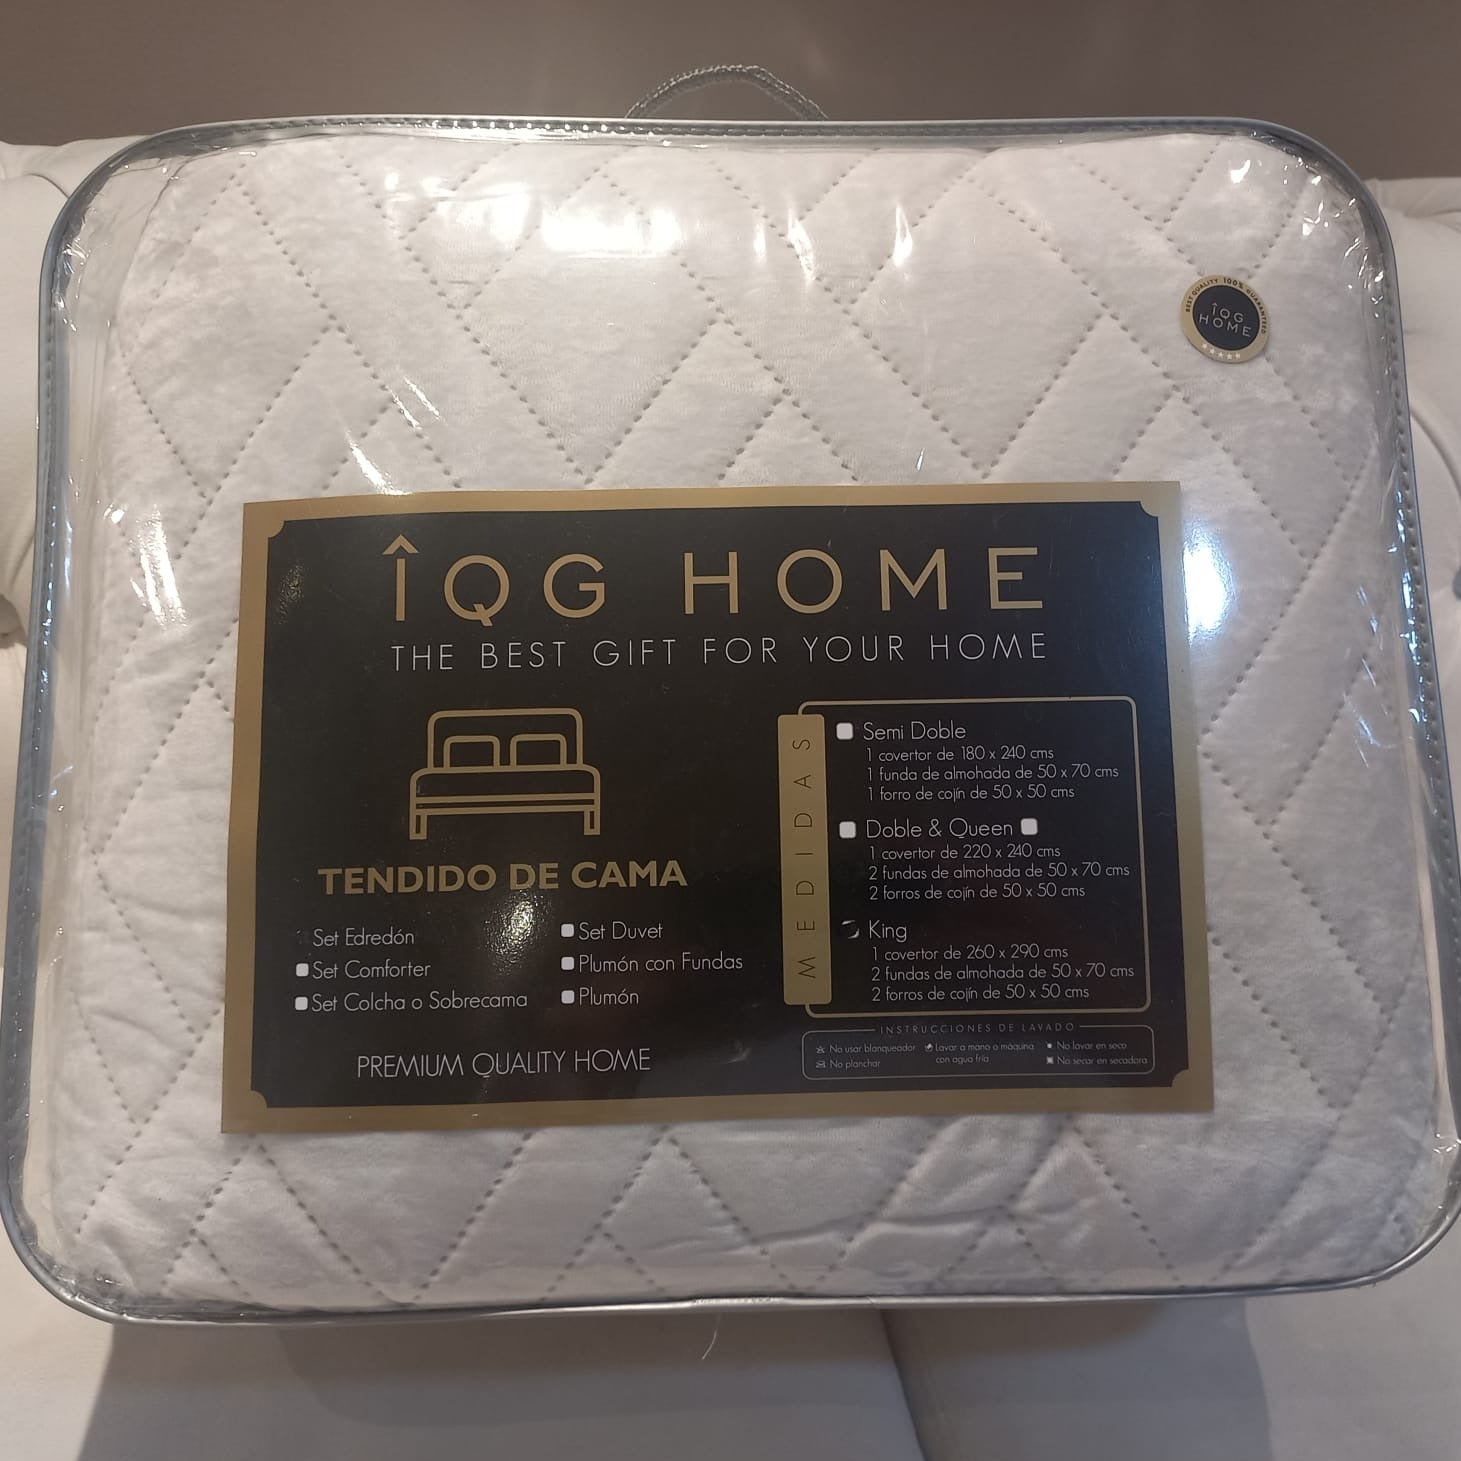 BEST QUALITY 100% GUARANTEED
ÎQG
HOME
ÎQG HOME
THE BEST GIFT FOR YOUR HOME
TENDIDO DE CAMA
Set Edredón
Set Comforter
Set Colcha o Sobrecama
Set Duvet
Plumón con Fundas
Plumón
PREMIUM QUALITY HOME
MEDIDAS
Semi Doble
1 covertor de 180 x 240 cms
1 funda de almohada de 50 x 70 cms
1 forro de cojín de 50 x 50 cms
Doble & Queen
1 covertor de 220 x 240 cms
2 fundas de almohada de 50 x 70 cms
2 forros de cojín de 50 x 50 cms
King
1 covertor de 260 x 290 cms
2 fundas de almohada de 50 x 70 cms
2 forros de cojín de 50 x 50 cms
INSTRUCCIONES DE LAVADO
No usar blanqueador
No planchar
Lavar a mano o máquina
con agua fría
No lavar en seco
No secar en secadora